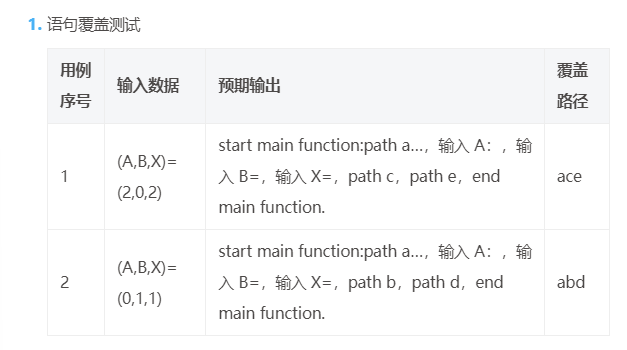 1. 语句覆盖测试
用例
序号
输入数据
预期输出
覆盖
路径
1
(A,B,X)=
(2,0,2)
start main function:path a...，输入 A：，输
入 B=，输入 X=，path c，path e，end
main function.
ace
2
(A,B,X)=
(0,1,1)
start main function:path a...，输入 A：，输
入 B=，输入 X=，path b，path d，end
main function.
abd